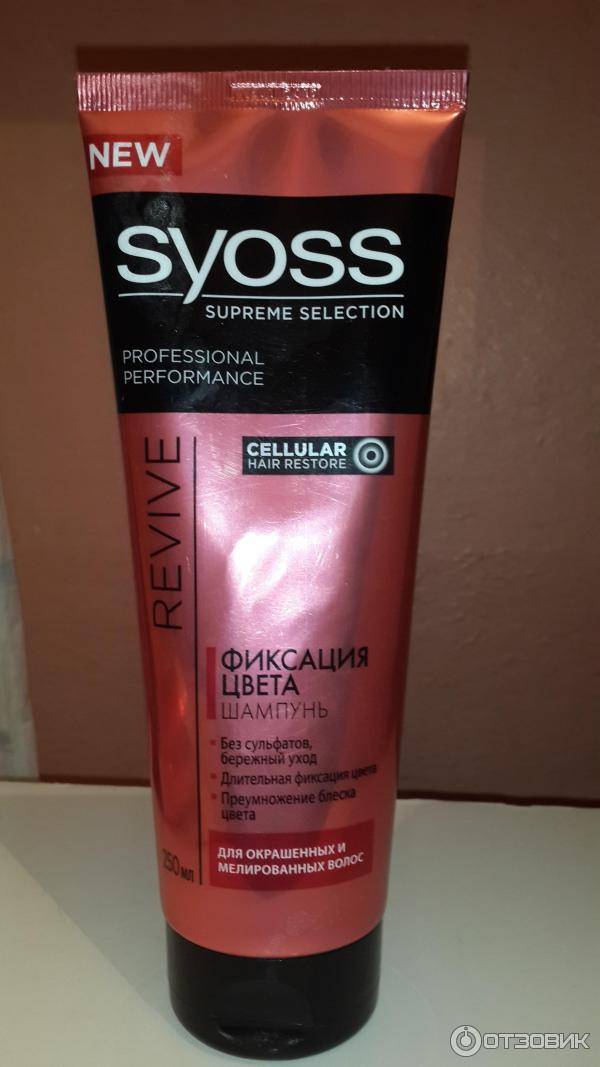 NEW
syoss
SUPREME SELECTION
PROFESSIONAL
PERFORMANCE
CELLULAR
HAIR RESTORE
REVIVE
ФИКСАЦИЯ
ЦВЕТА
ШАМПУНЬ
• Без сульфатов,
бережный уход
• Длительная фиксация цвета
• Преумножение блеска
цвета
ДЛЯ ОКРАШЕННЫХ И
МЕЛИРОВАННЫХ ВОЛОС
250 мл
ОТЗОВИК